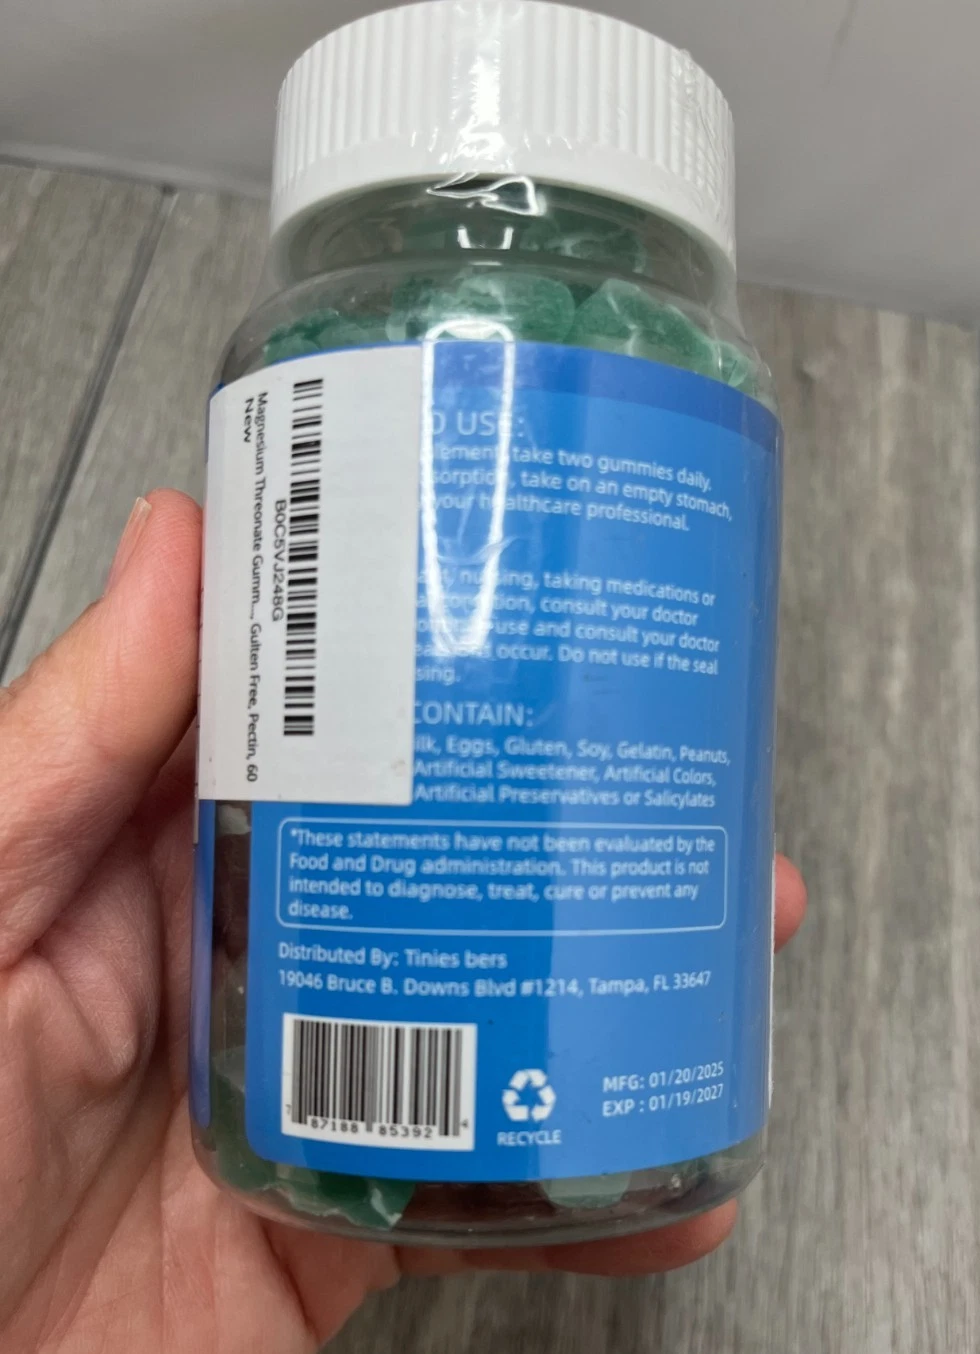 Magnesium Threonate Gumm..., Gulten Free, Pectin, 60
New
B0C5VJ248G
O USE:
take two gummies daily.
take on an empty stomach,
your healthcare professional.
nursing, taking medications or
consult your doctor
use and consult your doctor
occur. Do not use if the seal
CONTAIN:
Eggs, Gluten, Soy, Gelatin, Peanuts,
Artificial Sweetener, Artificial Colors,
Artificial Preservatives or Salicylates
*These statements have not been evaluated by the
Food and Drug administration. This product is not
intended to diagnose, treat, cure or prevent any
disease.
Distributed By: Tinies bers
19046 Bruce B. Downs Blvd #1214, Tampa, FL 33647
7 87188 85392 4
RECYCLE
MFG: 01/20/2025
EXP : 01/19/2027